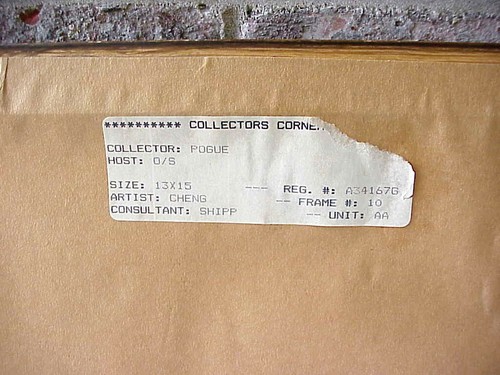 ********** COLLECTORS CORNE
COLLECTOR: POGUE
HOST: O/S
SIZE: 13X15 --- REG. #: A34167G
ARTIST: CHENG -- FRAME #: 10
CONSULTANT: SHIPP -- UNIT: AA